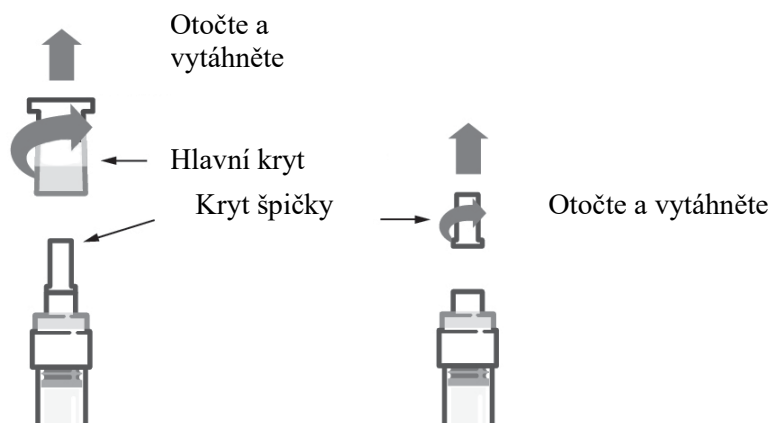 Otočte a
vytáhněte
Hlavní kryt
Kryt špičky
Otočte a vytáhněte